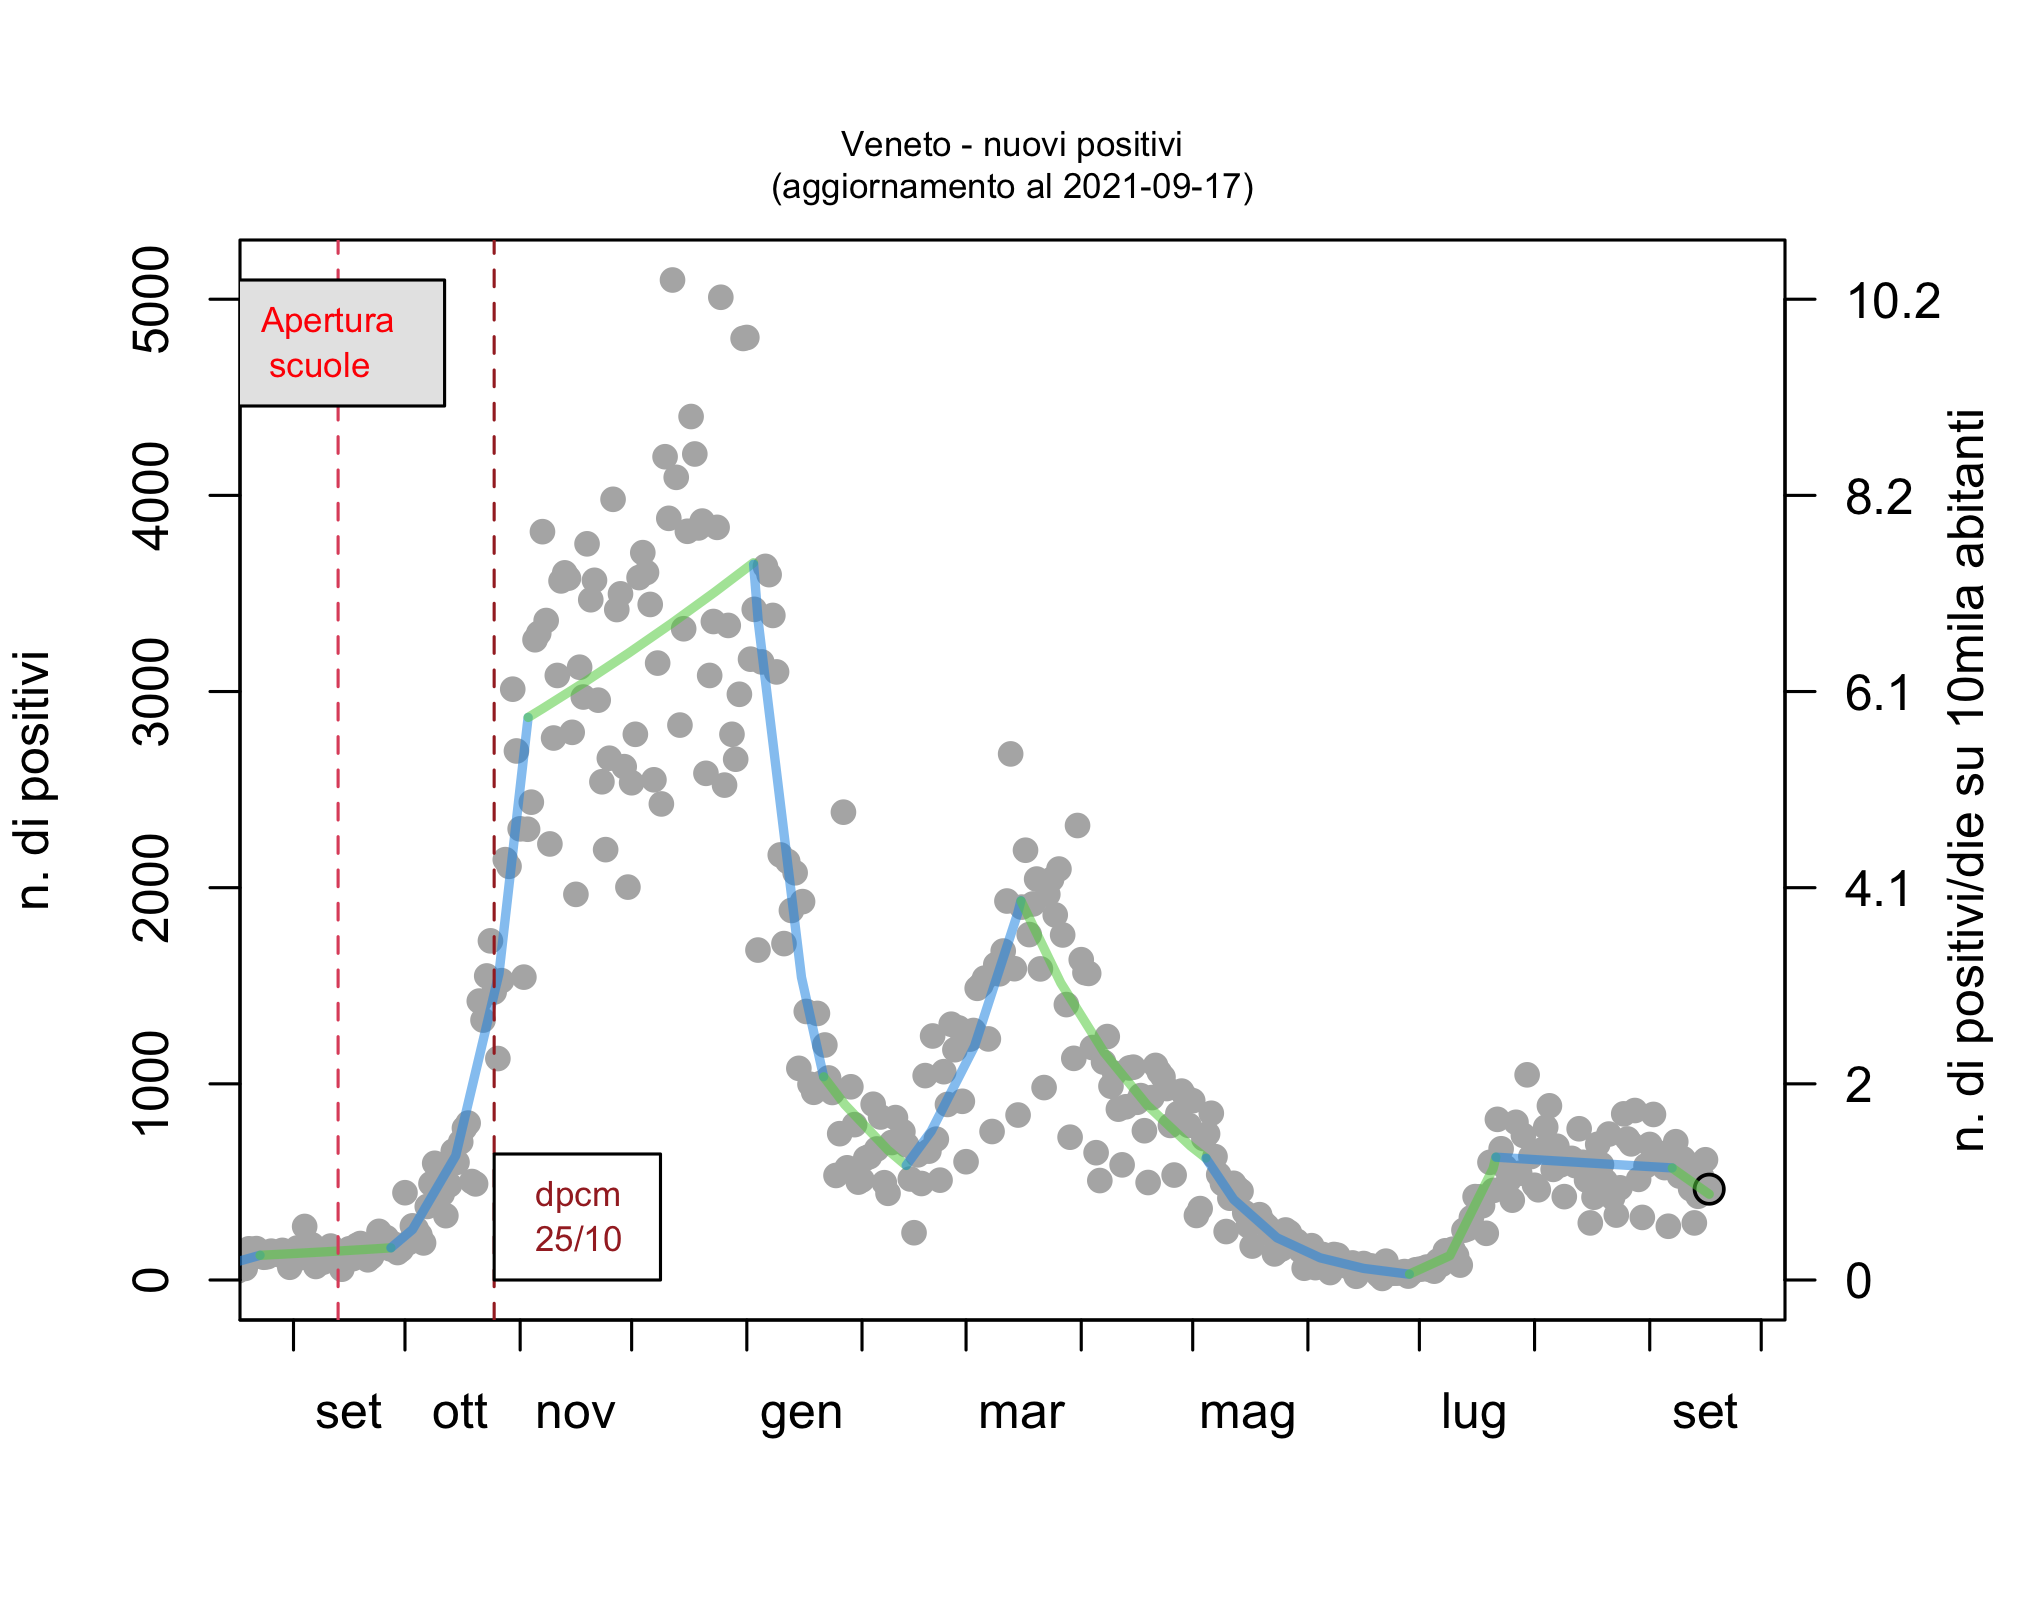 Veneto - nuovi positivi
(aggiornamento al 2021-09-17)
n. di positivi
5000
4000
3000
2000
1000
0
Apertura
scuole
dpcm
25/10
10.2
8.2
6.1
4.1
2
0
n. di positivi/die su 10mila abitanti
set ott nov gen mar mag lug set